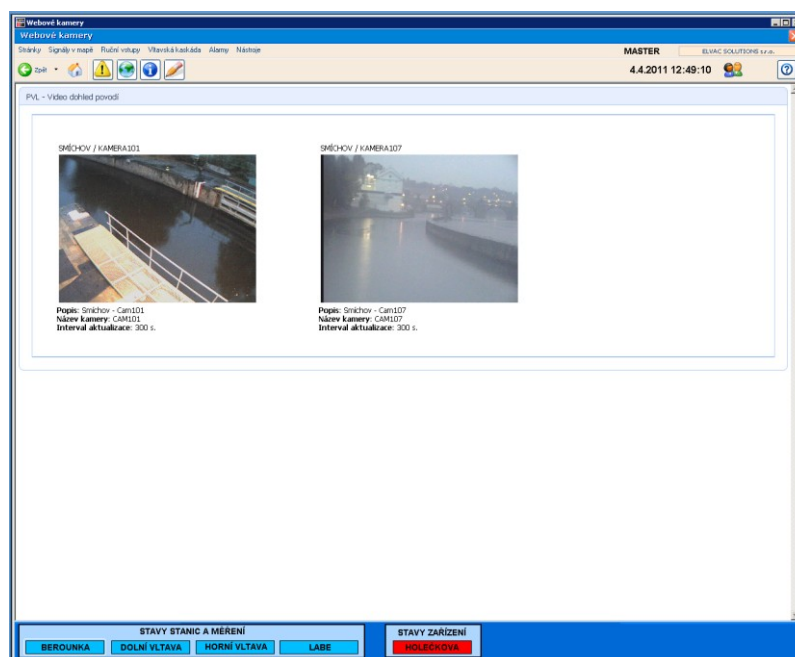 Webové kamery
Webové kamery
Stránky Signály v mapě Ruční vstupy Vltavská kaskáda Alarmy Nástroje
MASTER
ELVAC SOLUTIONS s.r.o.
Zpět
4.4.2011 12:49:10
PVL - Video dohled povodí
SMÍCHOV / KAMERA101
SMÍCHOV / KAMERA107
Popis: Smichov - Cam101
Název kamery: CAM101
Interval aktualizace: 300 s.
Popis: Smichov - Cam107
Název kamery: CAM107
Interval aktualizace: 300 s.
STAVY STANIC A MĚŘENÍ
BEROUNKA DOLNÍ VLTAVA HORNÍ VLTAVA LABE
STAVY ZAŘÍZENÍ
HOLEČKOVA